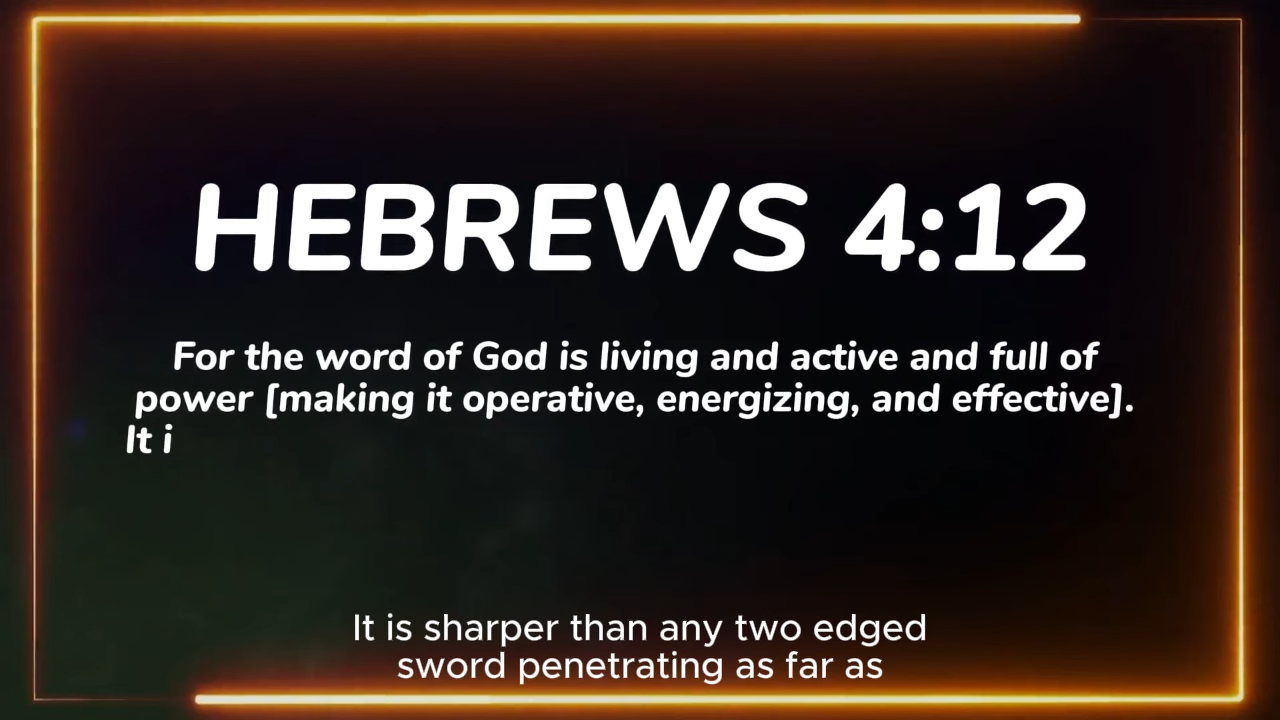 HEBREWS 4:12
For the word of God is living and active and full of
power [making it operative, energizing, and effective].
It i
It is sharper than any two edged
sword penetrating as far as